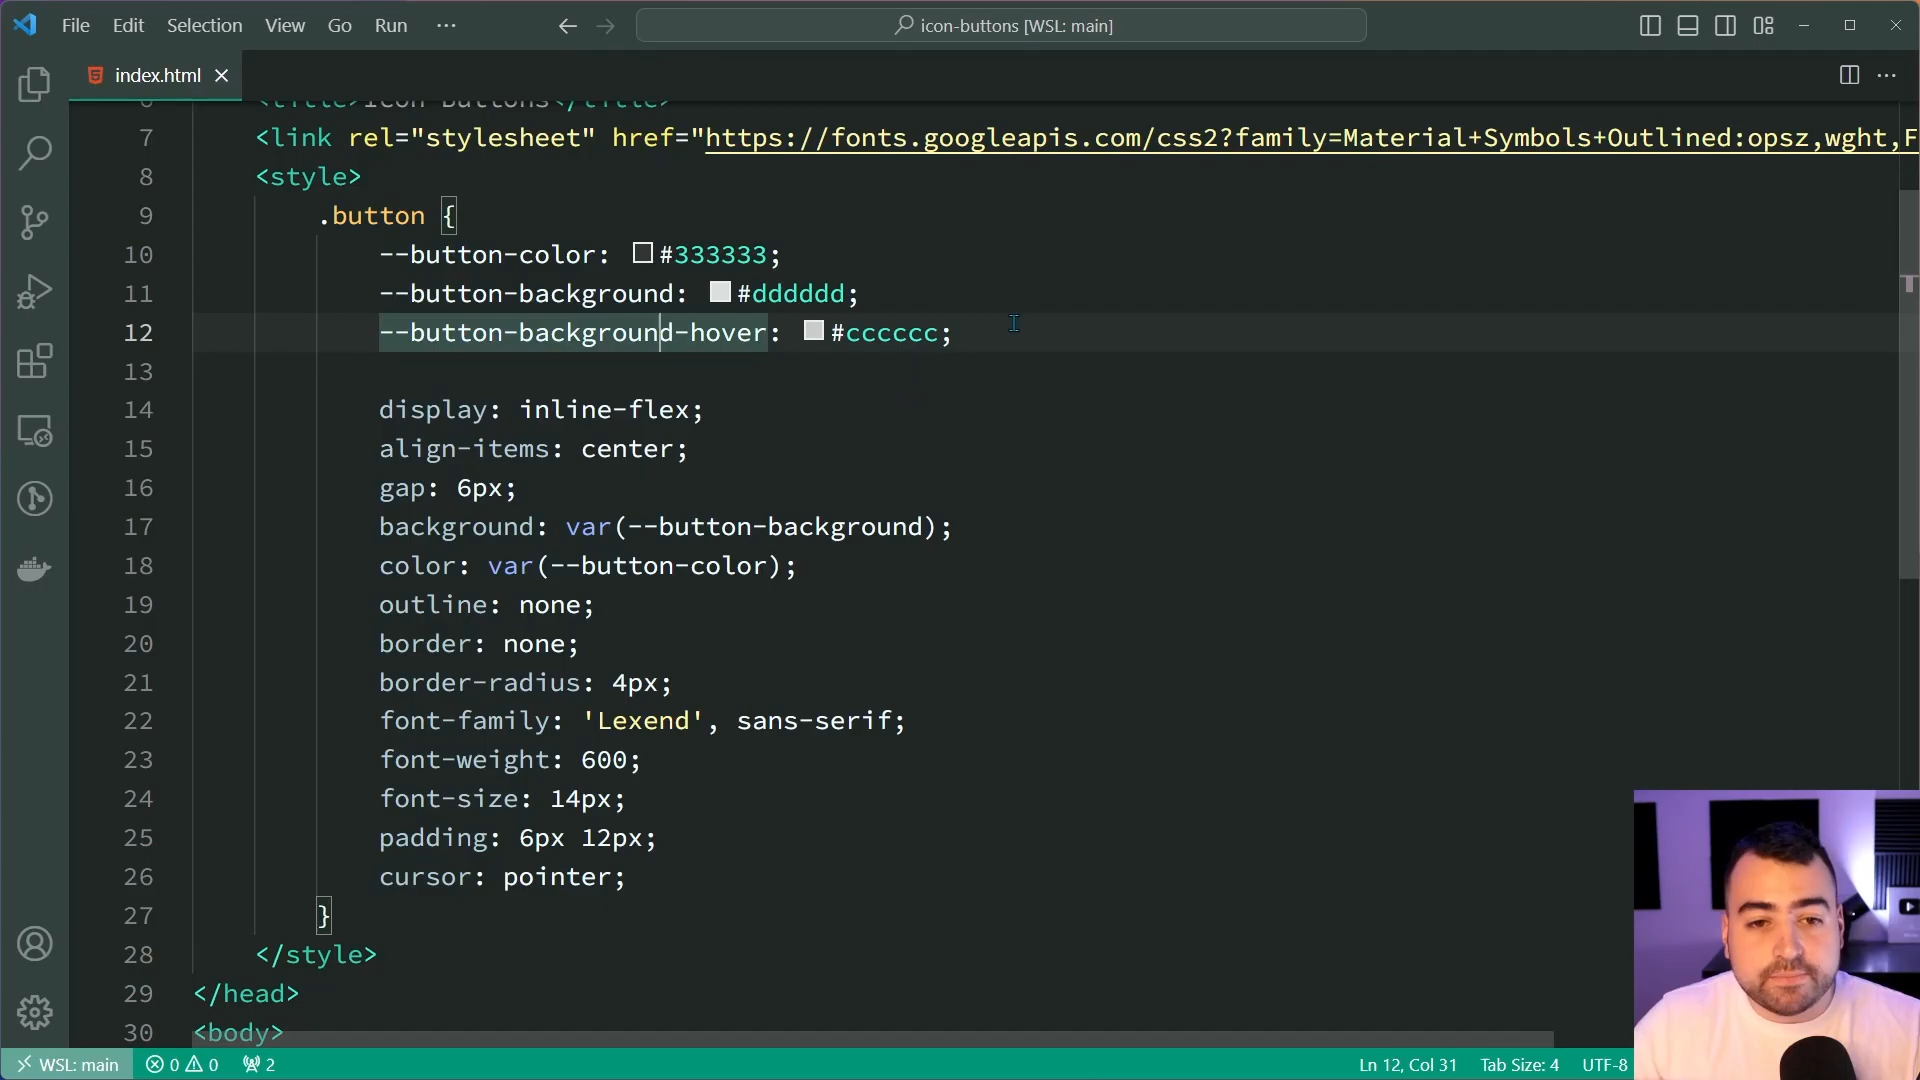 File Edit Selection View Go Run ···
icon-buttons [WSL: main]
index.html
6 <title>Icon Buttons</title>
7 <link rel="stylesheet" href="https://fonts.googleapis.com/css2?family=Material+Symbols+Outlined:opsz,wght,F
8 <style>
9 .button {
10 --button-color: #333333;
11 --button-background: #dddddd;
12 --button-background-hover: #cccccc;
13
14 display: inline-flex;
15 align-items: center;
16 gap: 6px;
17 background: var(--button-background);
18 color: var(--button-color);
19 outline: none;
20 border: none;
21 border-radius: 4px;
22 font-family: 'Lexend', sans-serif;
23 font-weight: 600;
24 font-size: 14px;
25 padding: 6px 12px;
26 cursor: pointer;
27 }
28 </style>
29 </head>
30 <body>
WSL: main 0 0 2 Ln 12, Col 31 Tab Size: 4 UTF-8